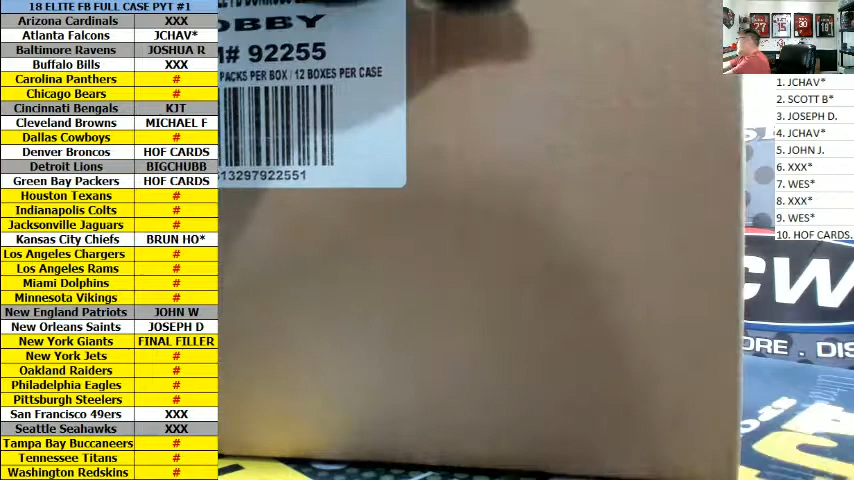 18 ELITE FB FULL CASE PYT #1
Arizona Cardinals XXX
Atlanta Falcons JCHAV*
Baltimore Ravens JOSHUA R
Buffalo Bills XXX
Carolina Panthers #
Chicago Bears #
Cincinnati Bengals KJT
Cleveland Browns MICHAEL F
Dallas Cowboys #
Denver Broncos HOF CARDS
Detroit Lions BIGCHUBB
Green Bay Packers HOF CARDS
Houston Texans #
Indianapolis Colts #
Jacksonville Jaguars #
Kansas City Chiefs BRUN HO*
Los Angeles Chargers #
Los Angeles Rams #
Miami Dolphins #
Minnesota Vikings #
New England Patriots JOHN W
New Orleans Saints JOSEPH D
New York Giants FINAL FILLER
New York Jets #
Oakland Raiders #
Philadelphia Eagles #
Pittsburgh Steelers #
San Francisco 49ers XXX
Seattle Seahawks XXX
Tampa Bay Buccaneers #
Tennessee Titans #
Washington Redskins #
OBBY
# 92255
PACKS PER BOX / 12 BOXES PER CASE
613297922551
27 15 30
1. JCHAV*
2. SCOTT B*
3. JOSEPH D.
4. JCHAV*
5. JOHN J.
6. XXX*
7. WES*
8. XXX*
9. WES*
10. HOF CARDS.
CW
ORE . DIS